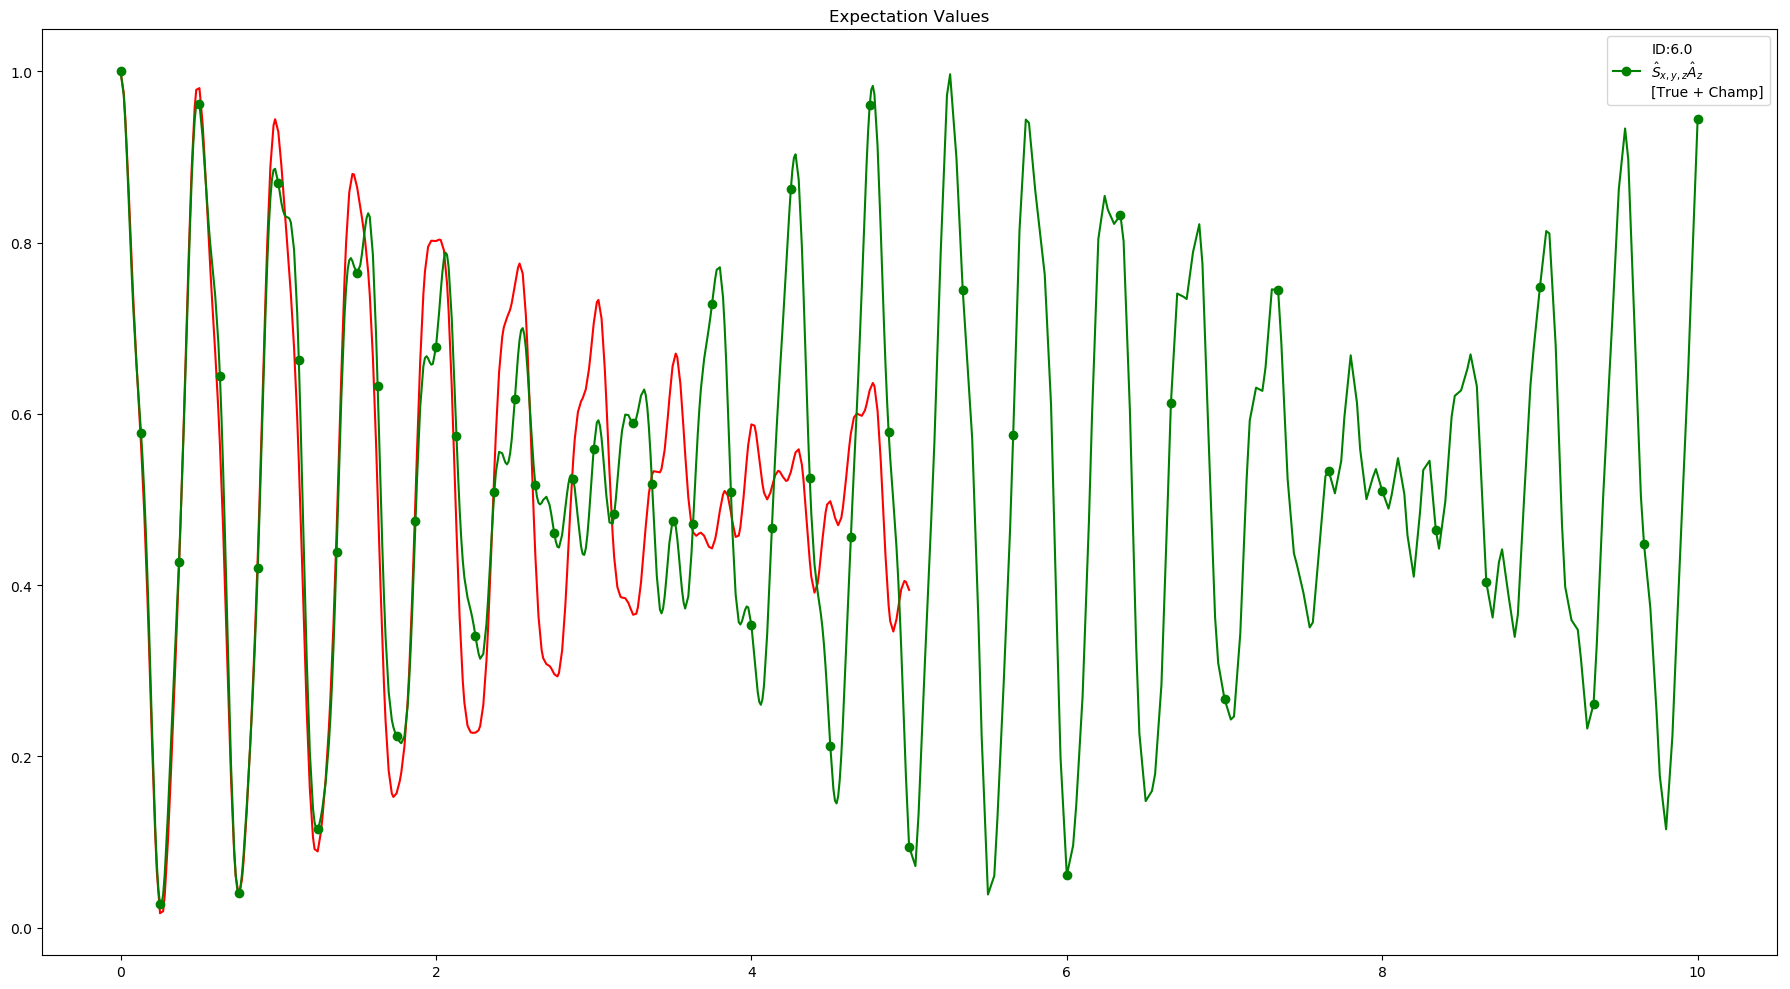 Expectation Values
ID:6.0
$\hat{S}_{x,y,z}\hat{A}_z$
[True + Champ]
1.0
0.8
0.6
0.4
0.2
0.0
0 2 4 6 8 10